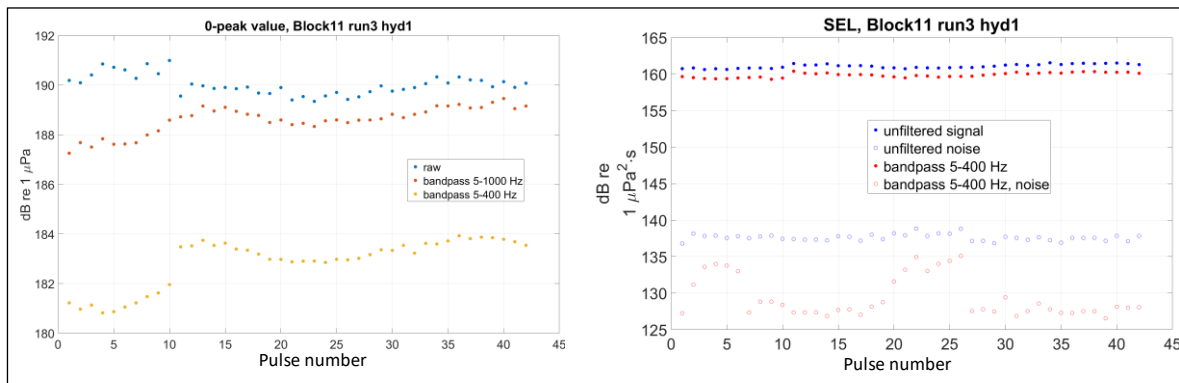 0-peak value, Block11 run3 hyd1
192
190
188
186
184
182
180
dB re 1 μPa
raw
bandpass 5-1000 Hz
bandpass 5-400 Hz
0 5 10 15 20 25 30 35 40 45
Pulse number
SEL, Block11 run3 hyd1
165
160
155
150
145
140
135
130
125
dB re
1 μPa²·s
unfiltered signal
unfiltered noise
bandpass 5-400 Hz
bandpass 5-400 Hz, noise
0 5 10 15 20 25 30 35 40 45
Pulse number